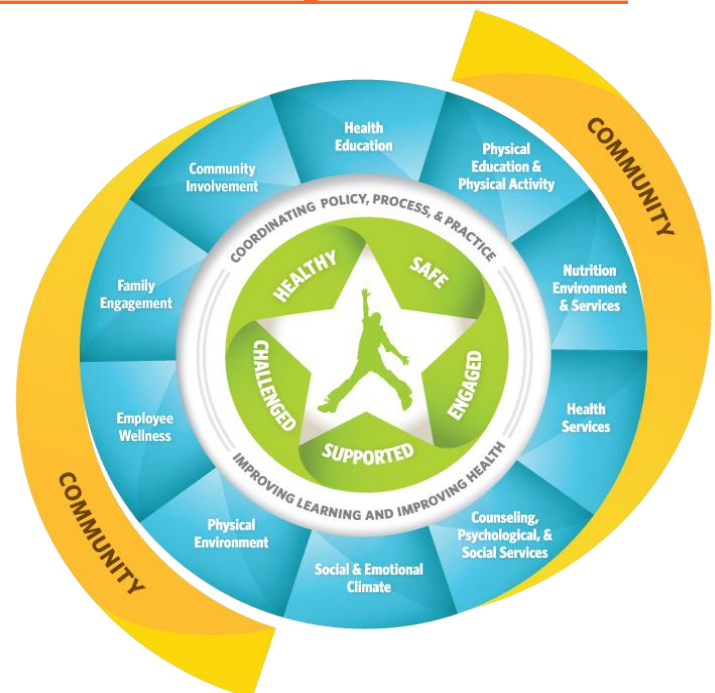 COMMUNITY
Health
Education
Physical
Education &
Physical Activity
Nutrition
Environment
& Services
Health
Services
Counseling,
Psychological, &
Social Services
Social & Emotional
Climate
Physical
Environment
Employee
Wellness
Family
Engagement
Community
Involvement
COORDINATING POLICY, PROCESS, & PRACTICE
IMPROVING LEARNING AND IMPROVING HEALTH
HEALTHY
SAFE
ENGAGED
SUPPORTED
CHALLENGED
COMMUNITY